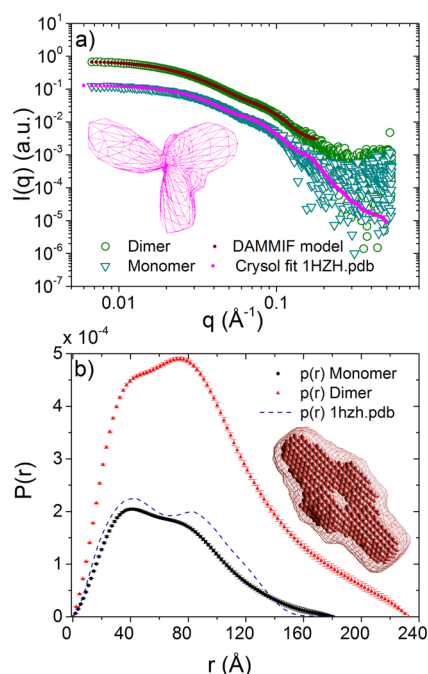 a)
10¹
10⁰
10⁻¹
10⁻²
10⁻³
10⁻⁴
10⁻⁵
10⁻⁶
10⁻⁷
I(q) (a.u.)
Dimer DAMMIF model
Monomer Crysol fit 1HZH.pdb
0.01 0.1
q (Å⁻¹)
x 10⁻⁴
b)
5
4
3
2
1
0
P(r)
p(r) Monomer
p(r) Dimer
p(r) 1hzh.pdb
0 40 80 120 160 200 240
r (Å)